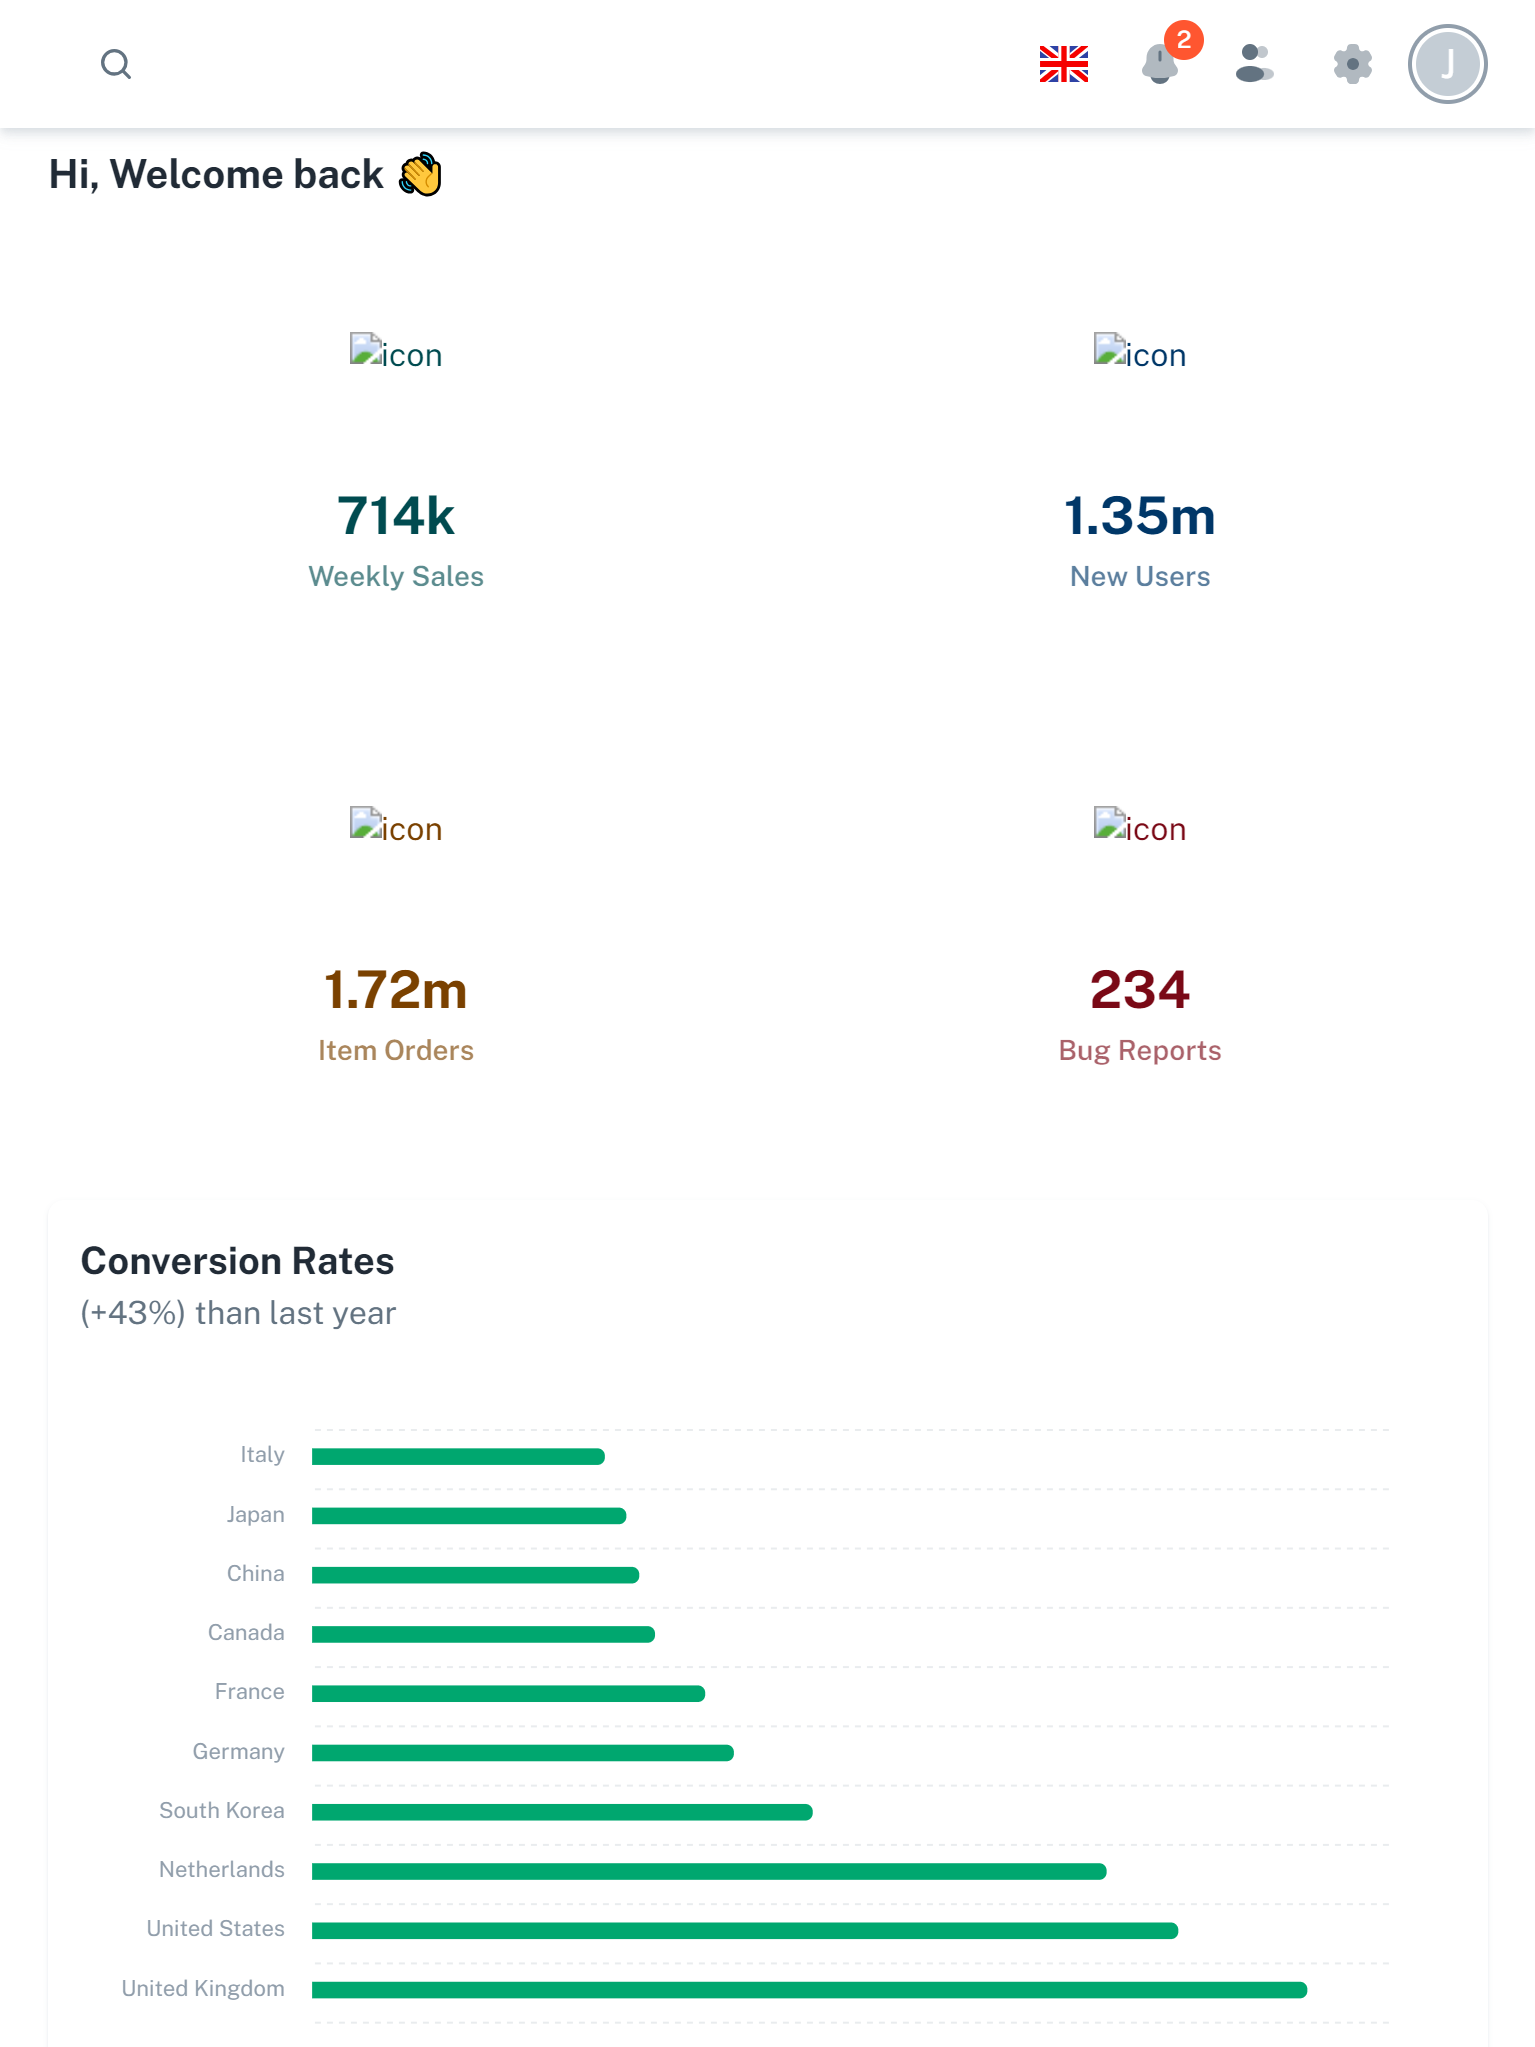 2
J
Hi, Welcome back 👋
icon
icon
714k
1.35m
Weekly Sales
New Users
icon
icon
1.72m
234
Item Orders
Bug Reports
Conversion Rates
(+43%) than last year
Italy
Japan
China
Canada
France
Germany
South Korea
Netherlands
United States
United Kingdom